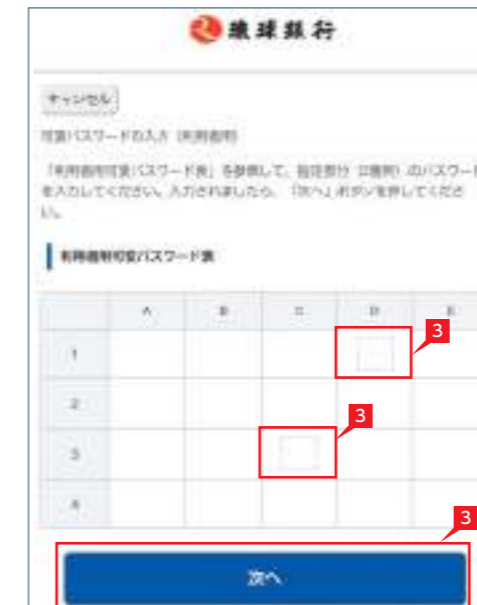 琉球銀行
キャンセル
可変パスワードの入力（利用者用）
「利用者用可変パスワード表」を参照して、指定部分（2箇所）のパスワード
を入力してください。入力されましたら、「次へ」ボタンを押してくださ
い。
利用者用可変パスワード表
A B C D E
3
1
2
3
3
4
3
次へ